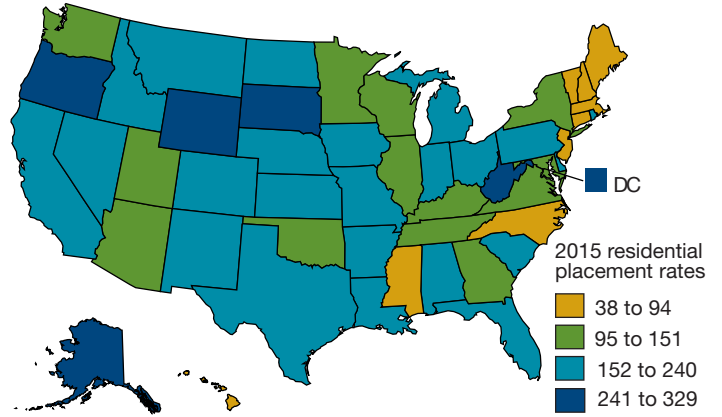 DC
2015 residential
placement rates
38 to 94
95 to 151
152 to 240
241 to 329